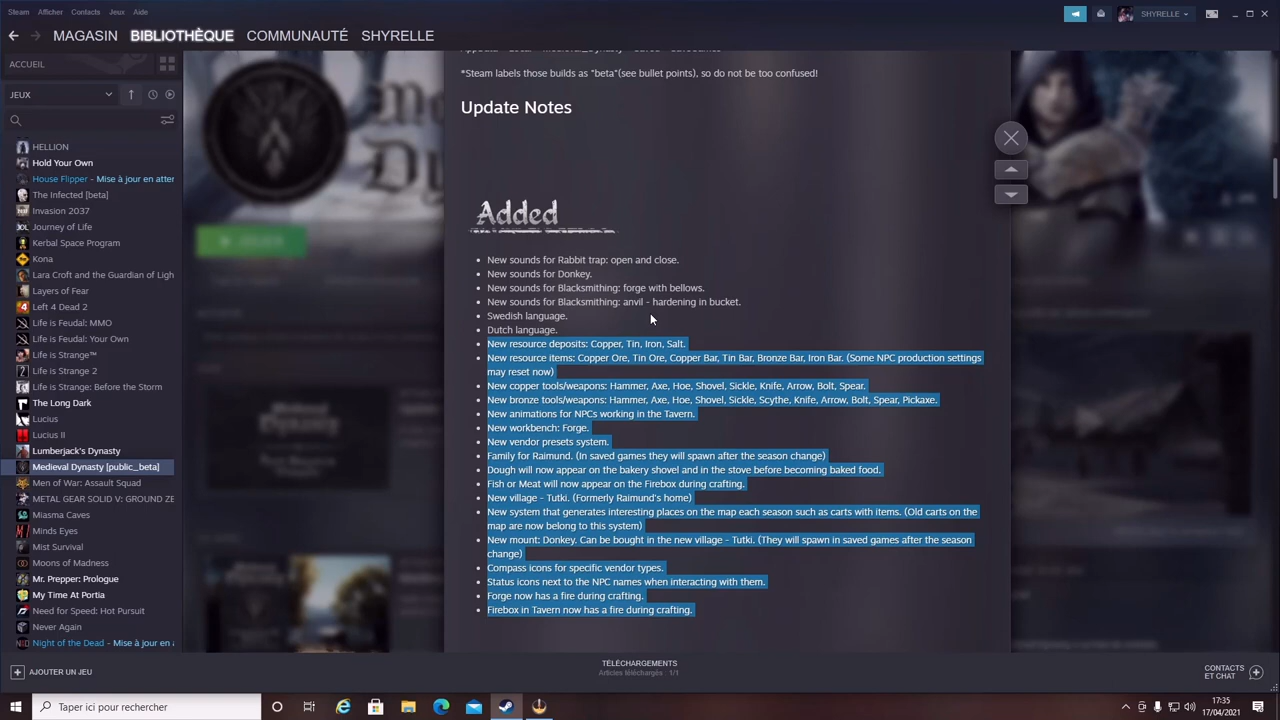 Steam Afficher Contacts Jeux Aide
SHYRELLE
MAGASIN BIBLIOTHÈQUE COMMUNAUTÉ SHYRELLE
ACCUEIL
JEUX
HELLION
Hold Your Own
House Flipper - Mise à jour en atter
The Infected [beta]
Invasion 2037
Journey of Life
Kerbal Space Program
Kona
Lara Croft and the Guardian of Ligh
Layers of Fear
Left 4 Dead 2
Life is Feudal: MMO
Life is Feudal: Your Own
Life is Strange™
Life is Strange 2
Life is Strange: Before the Storm
The Long Dark
Lucius
Lucius II
Lumberjack's Dynasty
Medieval Dynasty [public_beta]
Men of War: Assault Squad
METAL GEAR SOLID V: GROUND ZE
Miasma Caves
Minds Eyes
Mist Survival
Moons of Madness
Mr. Prepper: Prologue
My Time At Portia
Need for Speed: Hot Pursuit
Never Again
Night of the Dead - Mise à jour en a
*Steam labels those builds as "beta"(see bullet points), so do not be too confused!
Update Notes
Added
New sounds for Rabbit trap: open and close.
New sounds for Donkey.
New sounds for Blacksmithing: forge with bellows.
New sounds for Blacksmithing: anvil - hardening in bucket.
Swedish language.
Dutch language.
New resource deposits: Copper, Tin, Iron, Salt.
New resource items: Copper Ore, Tin Ore, Copper Bar, Tin Bar, Bronze Bar, Iron Bar. (Some NPC production settings
may reset now)
New copper tools/weapons: Hammer, Axe, Hoe, Shovel, Sickle, Knife, Arrow, Bolt, Spear.
New bronze tools/weapons: Hammer, Axe, Hoe, Shovel, Sickle, Scythe, Knife, Arrow, Bolt, Spear, Pickaxe.
New animations for NPCs working in the Tavern.
New workbench: Forge.
New vendor presets system.
Family for Raimund. (In saved games they will spawn after the season change)
Dough will now appear on the bakery shovel and in the stove before becoming baked food.
Fish or Meat will now appear on the Firebox during crafting.
New village - Tutki. (Formerly Raimund's home)
New system that generates interesting places on the map each season such as carts with items. (Old carts on the
map are now belong to this system)
New mount: Donkey. Can be bought in the new village - Tutki. (They will spawn in saved games after the season
change)
Compass icons for specific vendor types.
Status icons next to the NPC names when interacting with them.
Forge now has a fire during crafting.
Firebox in Tavern now has a fire during crafting.
AJOUTER UN JEU
TÉLÉCHARGEMENTS
Articles téléchargés 1/1
CONTACTS
ET CHAT
Taper ici pour rechercher
17:35
17/04/2021